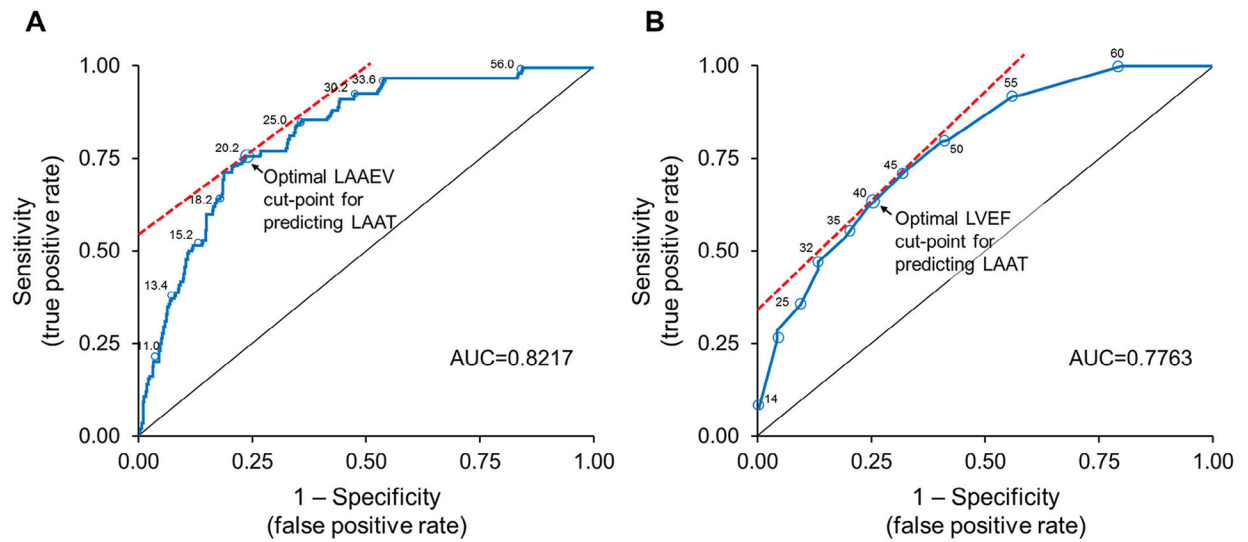 A
Sensitivity
(true positive rate)
1.00
0.75
0.50
0.25
0.00
56.0
33.6
30.2
25.0
20.2
18.2
15.2
13.4
11.0
Optimal LAAEV
cut-point for
predicting LAAT
AUC=0.8217
0.00 0.25 0.50 0.75 1.00
1 – Specificity
(false positive rate)
B
Sensitivity
(true positive rate)
1.00
0.75
0.50
0.25
0.00
60
55
50
45
40
35
32
25
14
Optimal LVEF
cut-point for
predicting LAAT
AUC=0.7763
0.00 0.25 0.50 0.75 1.00
1 – Specificity
(false positive rate)